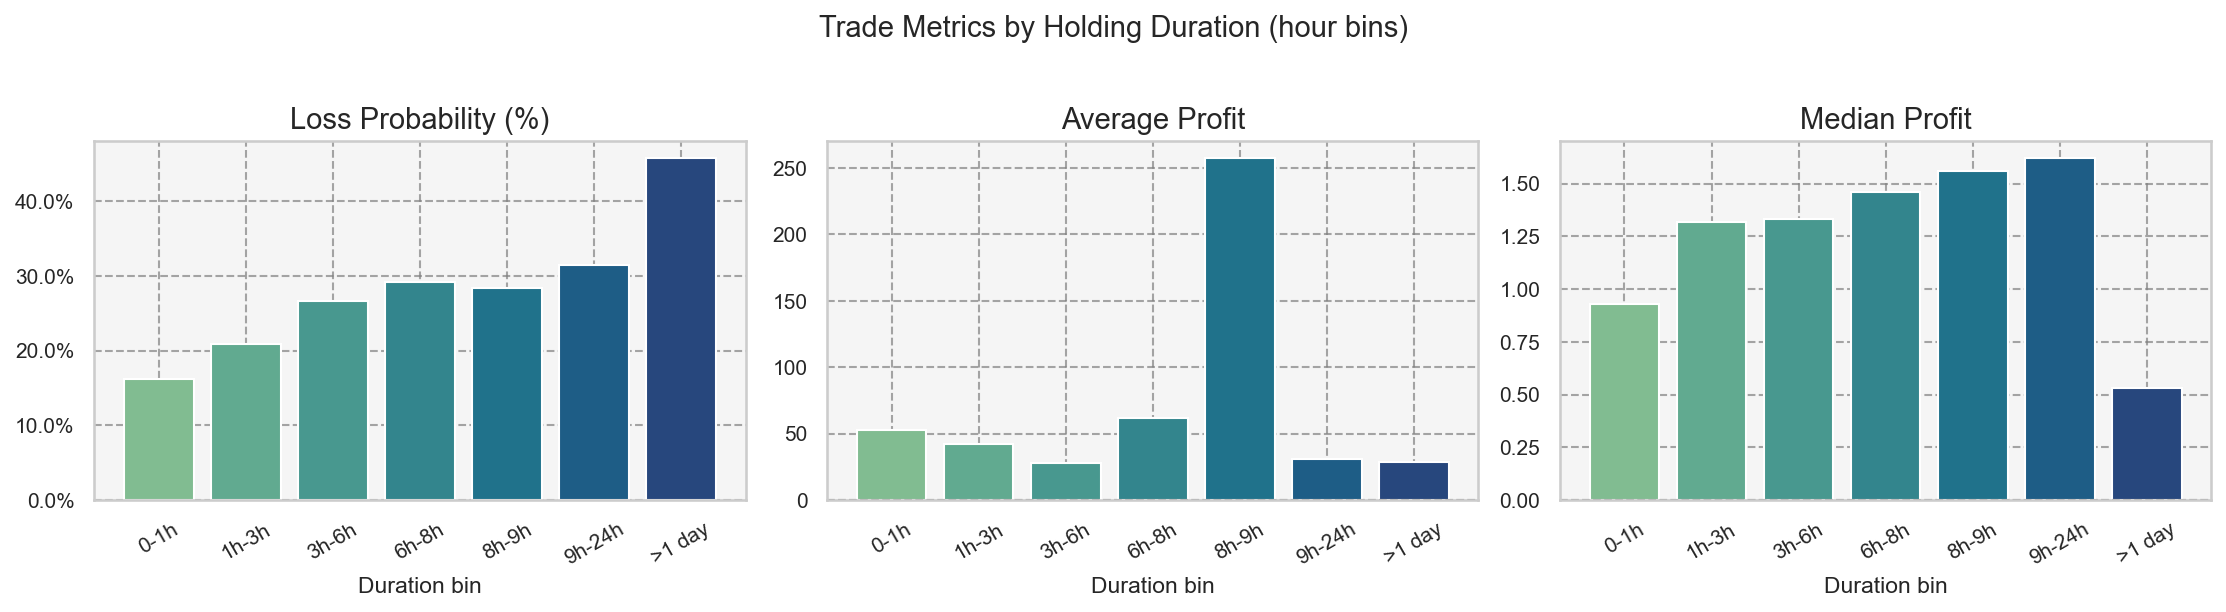 Trade Metrics by Holding Duration (hour bins)
Loss Probability (%)
40.0%
30.0%
20.0%
10.0%
0.0%
0-1h
1h-3h
3h-6h
6h-8h
8h-9h
9h-24h
>1 day
Duration bin
Average Profit
250
200
150
100
50
0
0-1h
1h-3h
3h-6h
6h-8h
8h-9h
9h-24h
>1 day
Duration bin
Median Profit
1.50
1.25
1.00
0.75
0.50
0.25
0.00
0-1h
1h-3h
3h-6h
6h-8h
8h-9h
9h-24h
>1 day
Duration bin